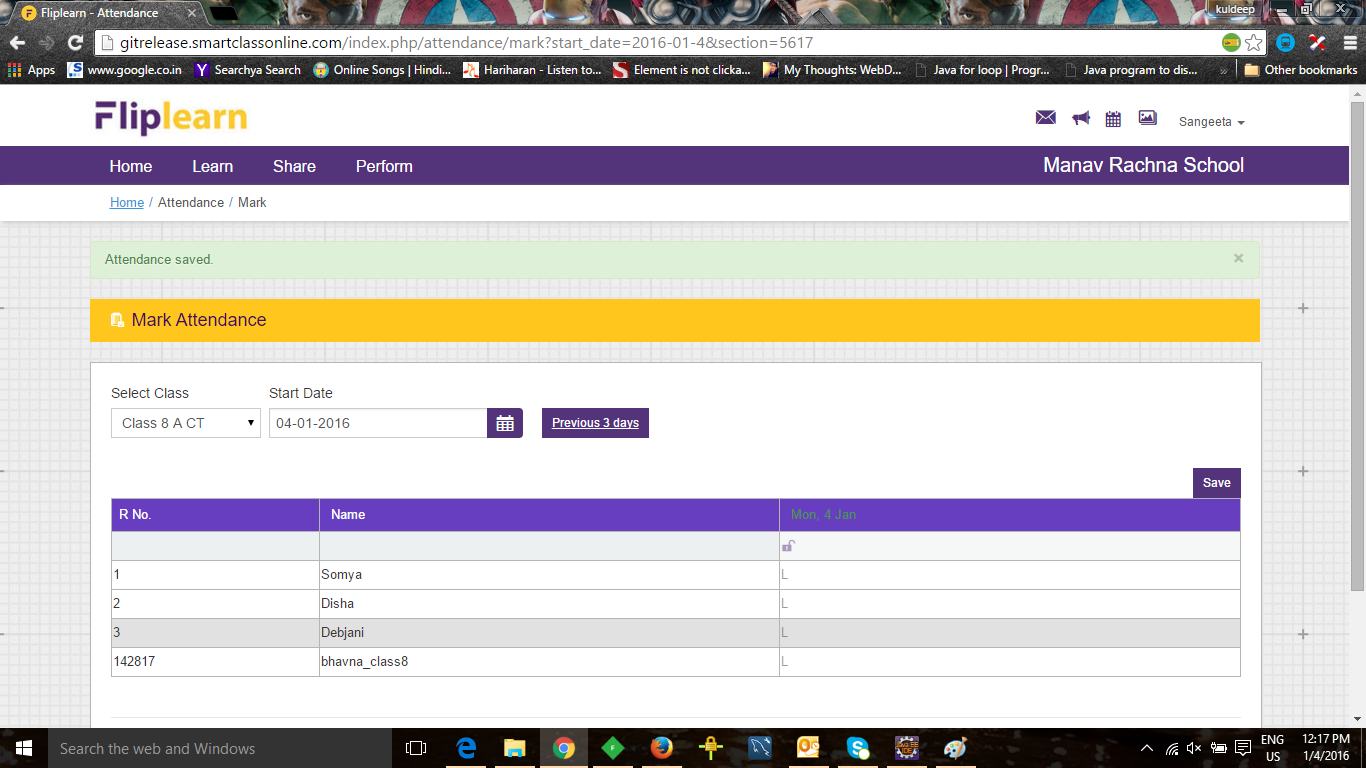 Fliplearn - Attendance
kuldeep
gitrelease.smartclassonline.com/index.php/attendance/mark?start_date=2016-01-4&section=5617
Apps www.google.co.in Searchya Search Online Songs | Hindi... Hariharan - Listen to... Element is not clicka... My Thoughts: WebD... Java for loop | Progr... Java program to dis... » Other bookmarks
Fliplearn
Sangeeta
Home Learn Share Perform Manav Rachna School
Home / Attendance / Mark
Attendance saved. ×
Mark Attendance
Select Class Start Date
Class 8 A CT 04-01-2016 Previous 3 days
Save
R No. Name Mon, 4 Jan
1 Somya L
2 Disha L
3 Debjani L
142817 bhavna_class8 L
Search the web and Windows
ENG 12:17 PM
US 1/4/2016